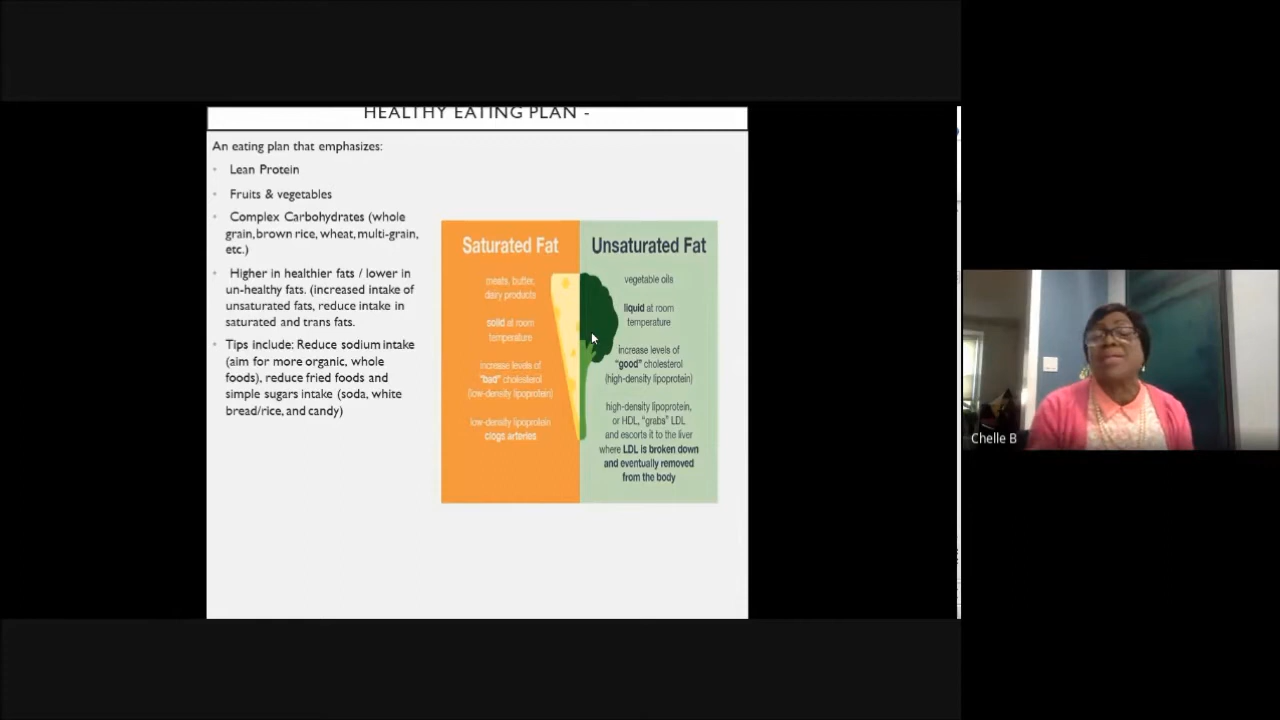 HEALTHY EATING PLAN -
An eating plan that emphasizes:
• Lean Protein
• Fruits & vegetables
• Complex Carbohydrates (whole
grain, brown rice, wheat, multi-grain,
etc.)
• Higher in healthier fats / lower in
un-healthy fats. (increased intake of
unsaturated fats, reduce intake in
saturated and trans fats.
• Tips include: Reduce sodium intake
(aim for more organic, whole
foods), reduce fried foods and
simple sugars intake (soda, white
bread/rice, and candy)
Saturated Fat
meats, butter,
dairy products
solid at room
temperature
increase levels of
"bad" cholesterol
(low-density lipoprotein)
low-density lipoprotein
clogs arteries
Unsaturated Fat
vegetable oils
liquid at room
temperature
increase levels of
"good" cholesterol
(high-density lipoprotein)
high-density lipoprotein,
or HDL, "grabs" LDL
and escorts it to the liver
where LDL is broken down
and eventually removed
from the body
Chelle B